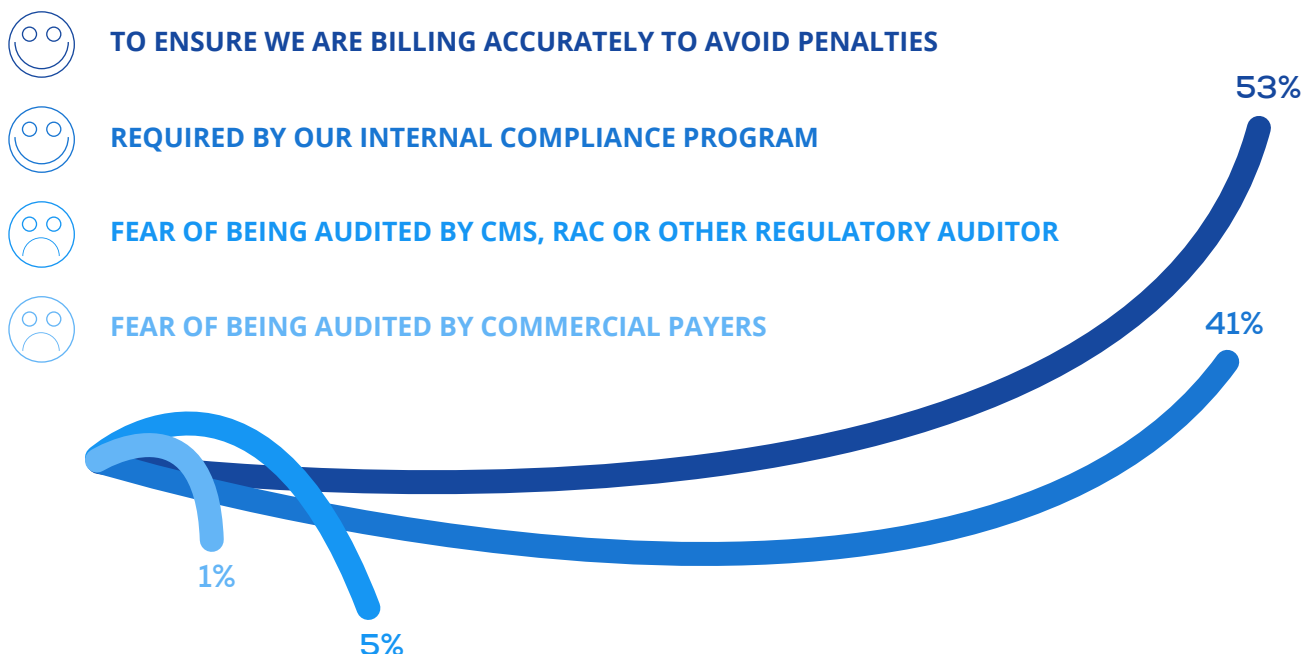 TO ENSURE WE ARE BILLING ACCURATELY TO AVOID PENALTIES
53%
REQUIRED BY OUR INTERNAL COMPLIANCE PROGRAM
FEAR OF BEING AUDITED BY CMS, RAC OR OTHER REGULATORY AUDITOR
41%
FEAR OF BEING AUDITED BY COMMERCIAL PAYERS
1%
5%